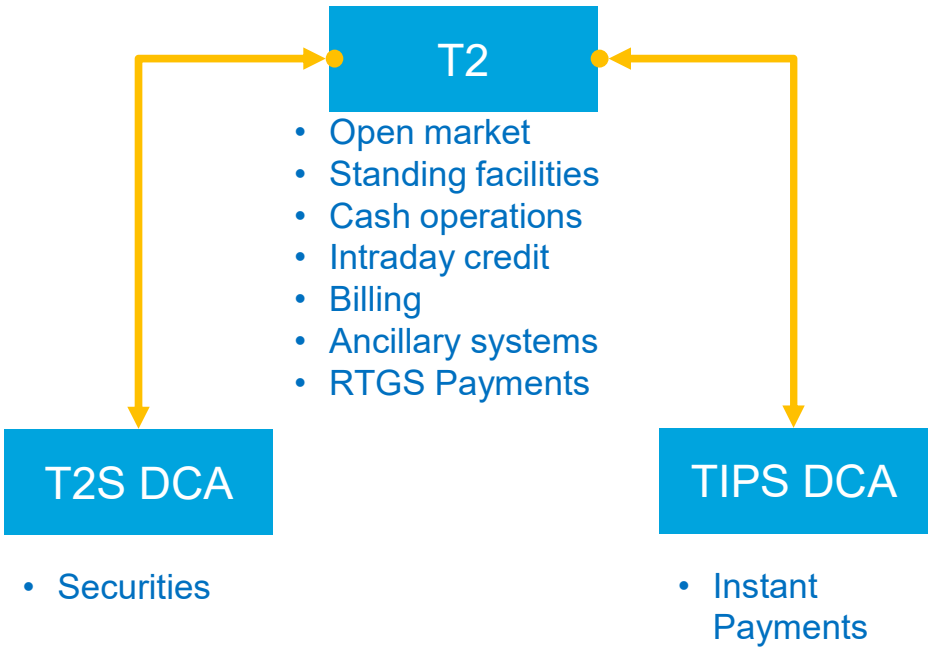 T2
• Open market
• Standing facilities
• Cash operations
• Intraday credit
• Billing
• Ancillary systems
• RTGS Payments
T2S DCA
• Securities
TIPS DCA
• Instant
Payments